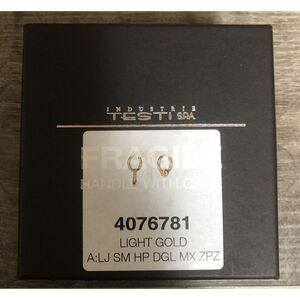 INDUSTRIE
TESTI SPA
FRAGILE
HANDLE WITH CARE
4076781
LIGHT GOLD
A:LJ SM HP DGL MX ZPZ